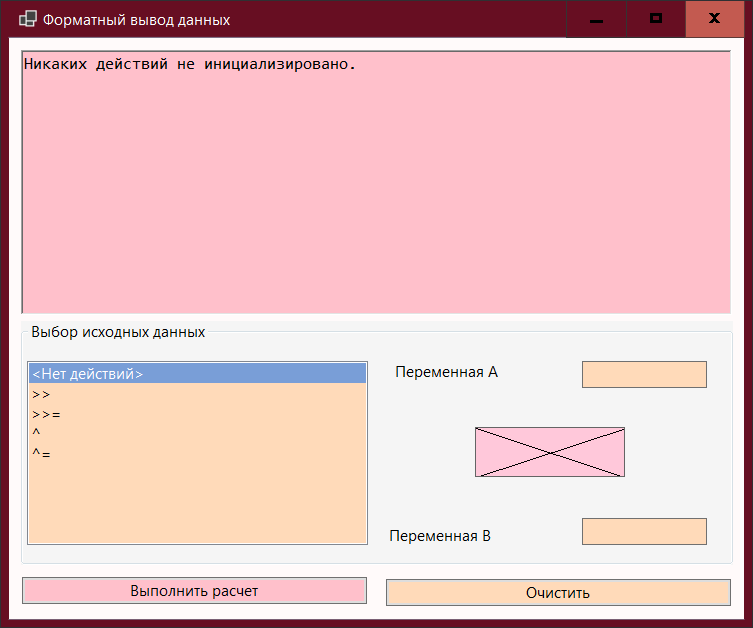 Форматный вывод данных
Никаких действий не инициализировано.
Выбор исходных данных
<Нет действий>
>>
>>=
^
^=
Переменная А
Переменная В
Выполнить расчет
Очистить